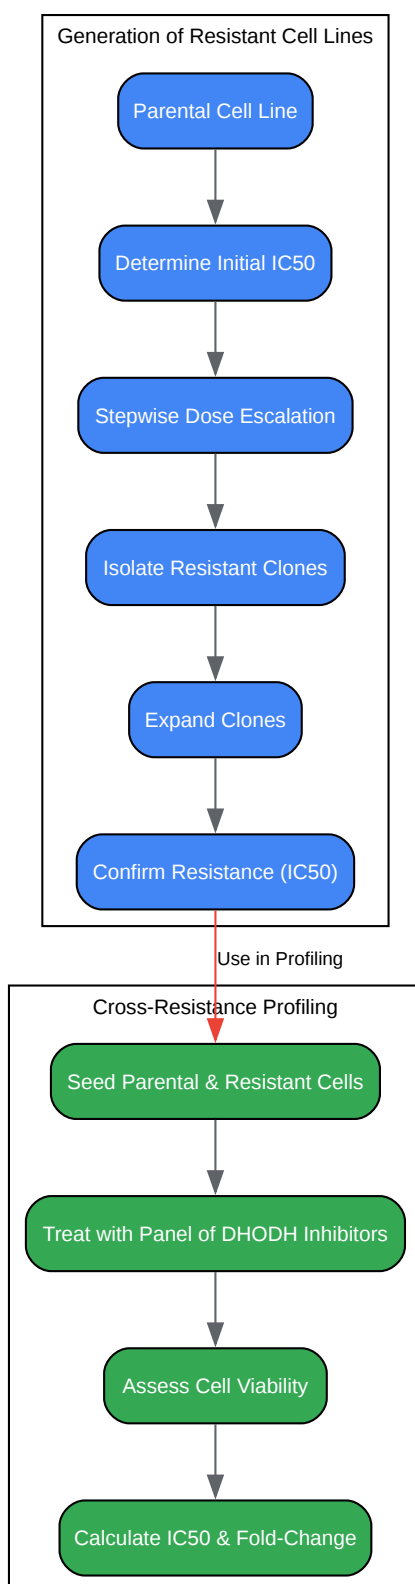 Generation of Resistant Cell Lines
Parental Cell Line
Determine Initial IC50
Stepwise Dose Escalation
Isolate Resistant Clones
Expand Clones
Confirm Resistance (IC50)
Use in Profiling
Cross-Resistance Profiling
Seed Parental & Resistant Cells
Treat with Panel of DHODH Inhibitors
Assess Cell Viability
Calculate IC50 & Fold-Change